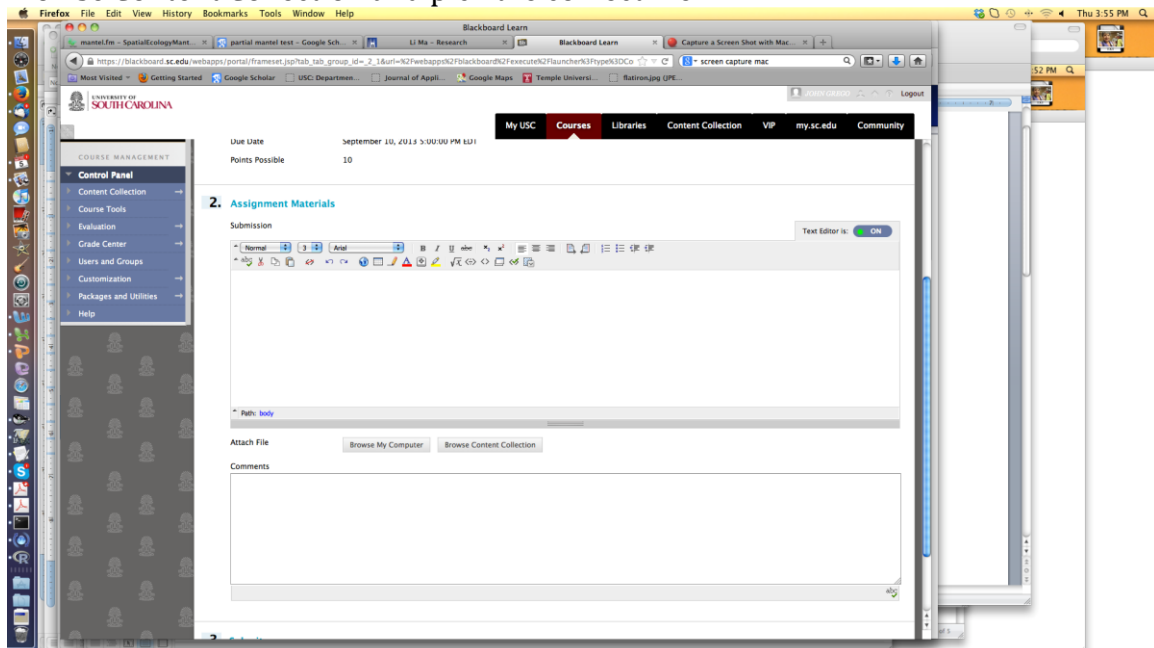 Firefox File Edit View History Bookmarks Tools Window Help Thu 3:55 PM
Blackboard Learn
mantel.fm - SpatialEcologyMant... partial mantel test - Google Sch... Li Ma - Research Blackboard Learn Capture a Screen Shot with Mac...
https://blackboard.sc.edu/webapps/portal/frameset.jsp?tab_tab_group_id=_2_1&url=%2Fwebapps%2Fblackboard%2Fexecute%2Flauncher%3Ftype%3DCo screen capture mac
Most Visited Getting Started Google Scholar USC: Departmen... Journal of Appli... Google Maps Temple Universi... flatiron.jpg (JPE...
:52 PM
UNIVERSITY OF
SOUTH CAROLINA
Logout
My USC Courses Libraries Content Collection VIP my.sc.edu Community
Due Date September 10, 2013 5:00:00 PM EDT
Points Possible 10
COURSE MANAGEMENT
Control Panel
Content Collection
Course Tools
Evaluation
Grade Center
Users and Groups
Customization
Packages and Utilities
Help
2. Assignment Materials
Submission
Text Editor is: ON
Normal 3 Arial
Path: body
Attach File Browse My Computer Browse Content Collection
Comments
abc
of 5